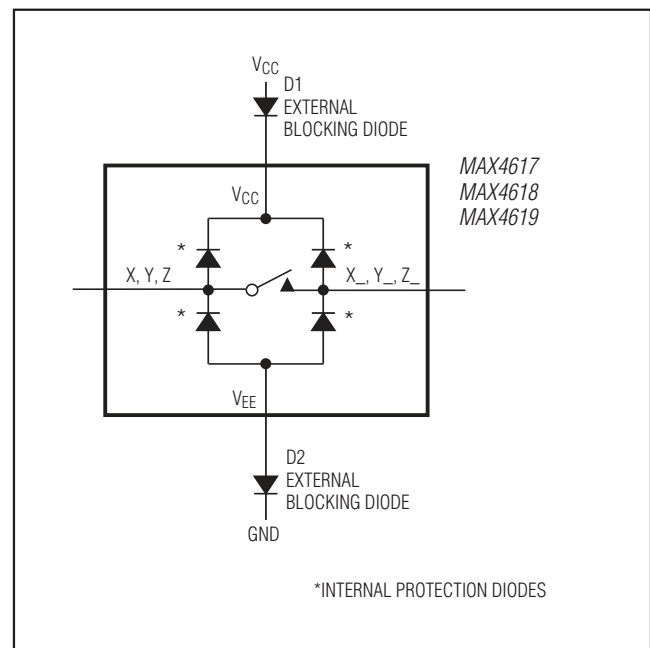 VCC
D1
EXTERNAL
BLOCKING DIODE
MAX4617
MAX4618
MAX4619
VCC
* *
X, Y, Z
X_, Y_, Z_
* *
VEE
D2
EXTERNAL
BLOCKING DIODE
GND
*INTERNAL PROTECTION DIODES